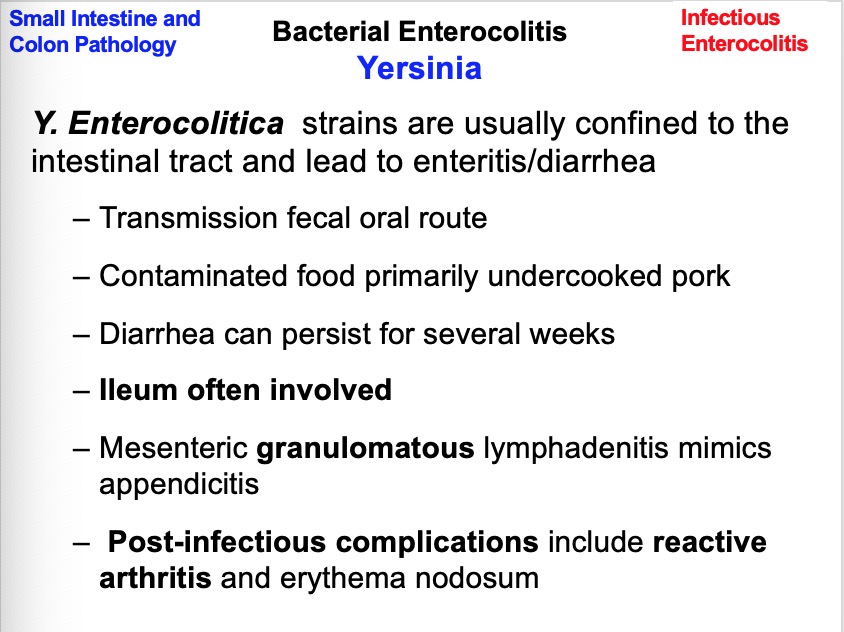 Small Intestine and
Colon Pathology
Bacterial Enterocolitis
Yersinia
Infectious
Enterocolitis
Y. Enterocolitica strains are usually confined to the
intestinal tract and lead to enteritis/diarrhea
– Transmission fecal oral route
– Contaminated food primarily undercooked pork
– Diarrhea can persist for several weeks
– Ileum often involved
– Mesenteric granulomatous lymphadenitis mimics
appendicitis
– Post-infectious complications include reactive
arthritis and erythema nodosum